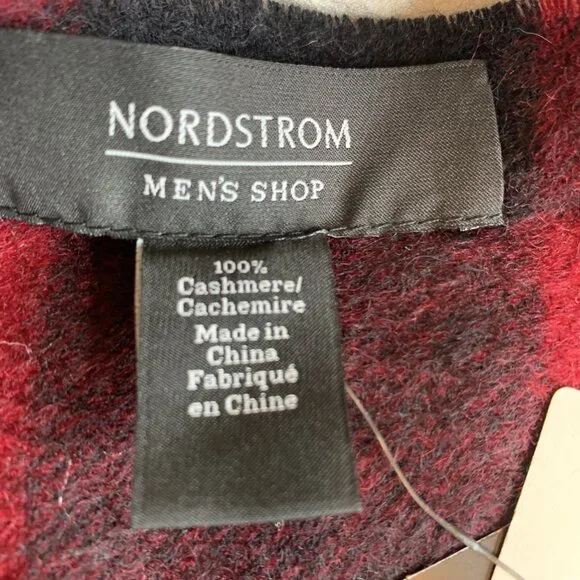 NORDSTROM
MEN'S SHOP
100%
Cashmere/
Cachemire
Made in
China
Fabriqué
en Chine